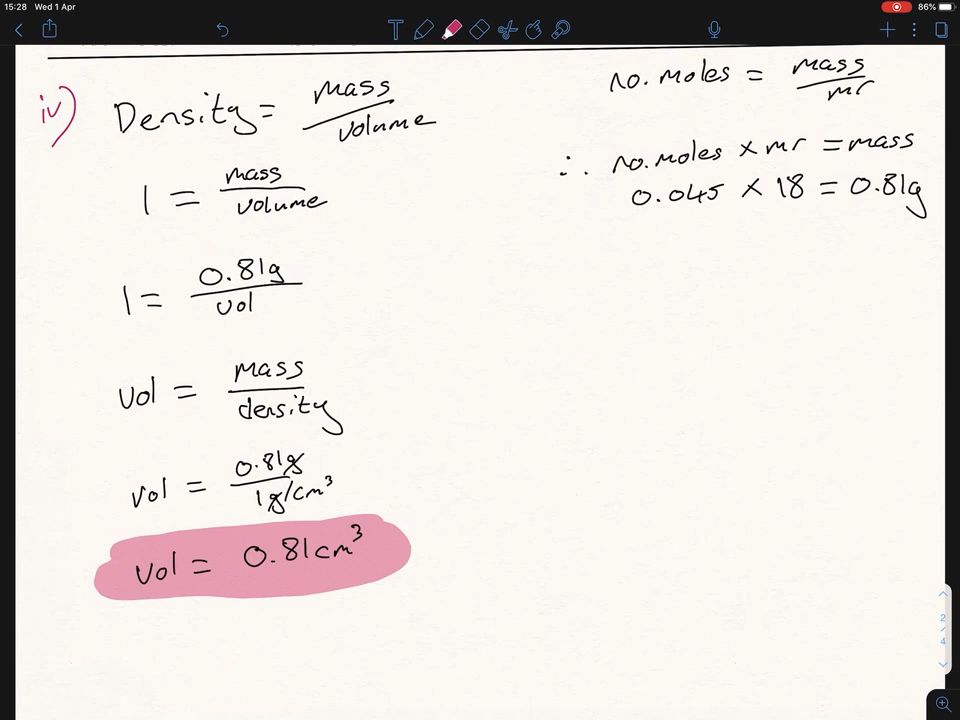 15:28 Wed 1 Apr
86%
T
iv) Density = mass / volume
1 = mass / volume
1 = 0.81g / vol
vol = mass / density
vol = 0.81g / 1g/cm³
vol = 0.81cm³
no. moles = mass / mr
∴ no. moles × mr = mass
0.045 × 18 = 0.81g
2
/
4